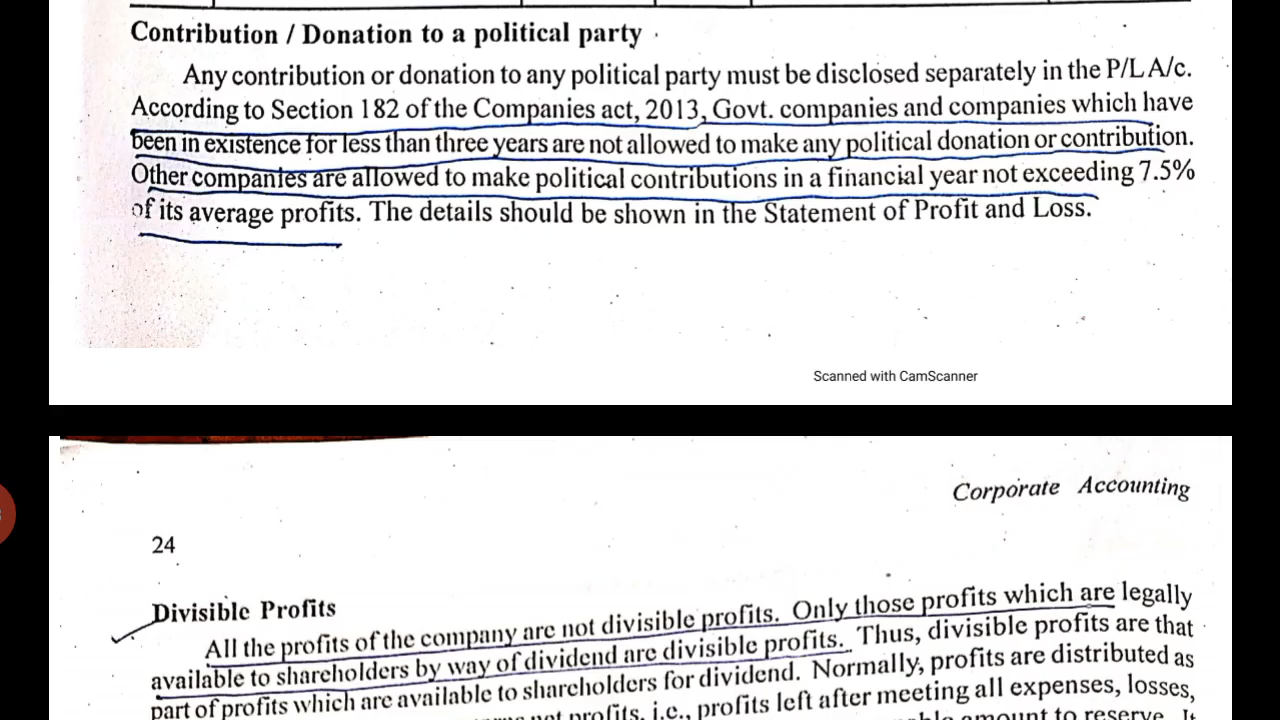 Contribution / Donation to a political party
Any contribution or donation to any political party must be disclosed separately in the P/L A/c.
According to Section 182 of the Companies act, 2013, Govt. companies and companies which have
been in existence for less than three years are not allowed to make any political donation or contribution.
Other companies are allowed to make political contributions in a financial year not exceeding 7.5%
of its average profits. The details should be shown in the Statement of Profit and Loss.
Scanned with CamScanner
Corporate Accounting
24
Divisible Profits
All the profits of the company are not divisible profits. Only those profits which are legally
available to shareholders by way of dividend are divisible profits. Thus, divisible profits are that
part of profits which are available to shareholders for dividend. Normally, profits are distributed as
net profits, i.e., profits left after meeting all expenses, losses,
amount to reserve. It